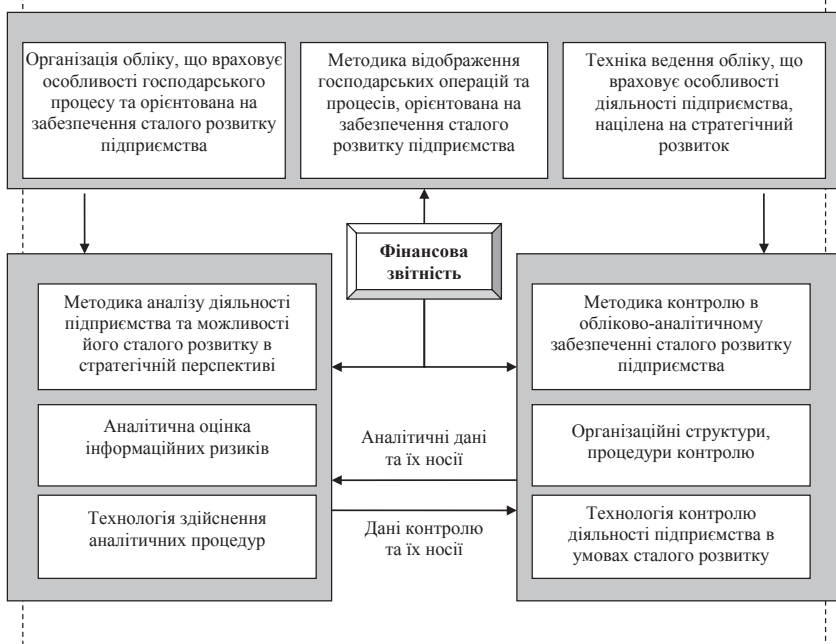 Організація обліку, що враховує
особливості господарського
процесу та орієнтована на
забезпечення сталого розвитку
підприємства
Методика відображення
господарських операцій та
процесів, орієнтована на
забезпечення сталого
розвитку підприємства
Техніка ведення обліку, що
враховує особливості
діяльності підприємства,
націлена на стратегічний
розвиток
Фінансова
звітність
Методика аналізу діяльності
підприємства та можливості
його сталого розвитку в
стратегічній перспективі
Аналітична оцінка
інформаційних ризиків
Технологія здійснення
аналітичних процедур
Аналітичні дані
та їх носії
Дані контролю
та їх носії
Методика контролю в
обліково-аналітичному
забезпеченні сталого розвитку
підприємства
Організаційні структури,
процедури контролю
Технологія контролю
діяльності підприємства в
умовах сталого розвитку